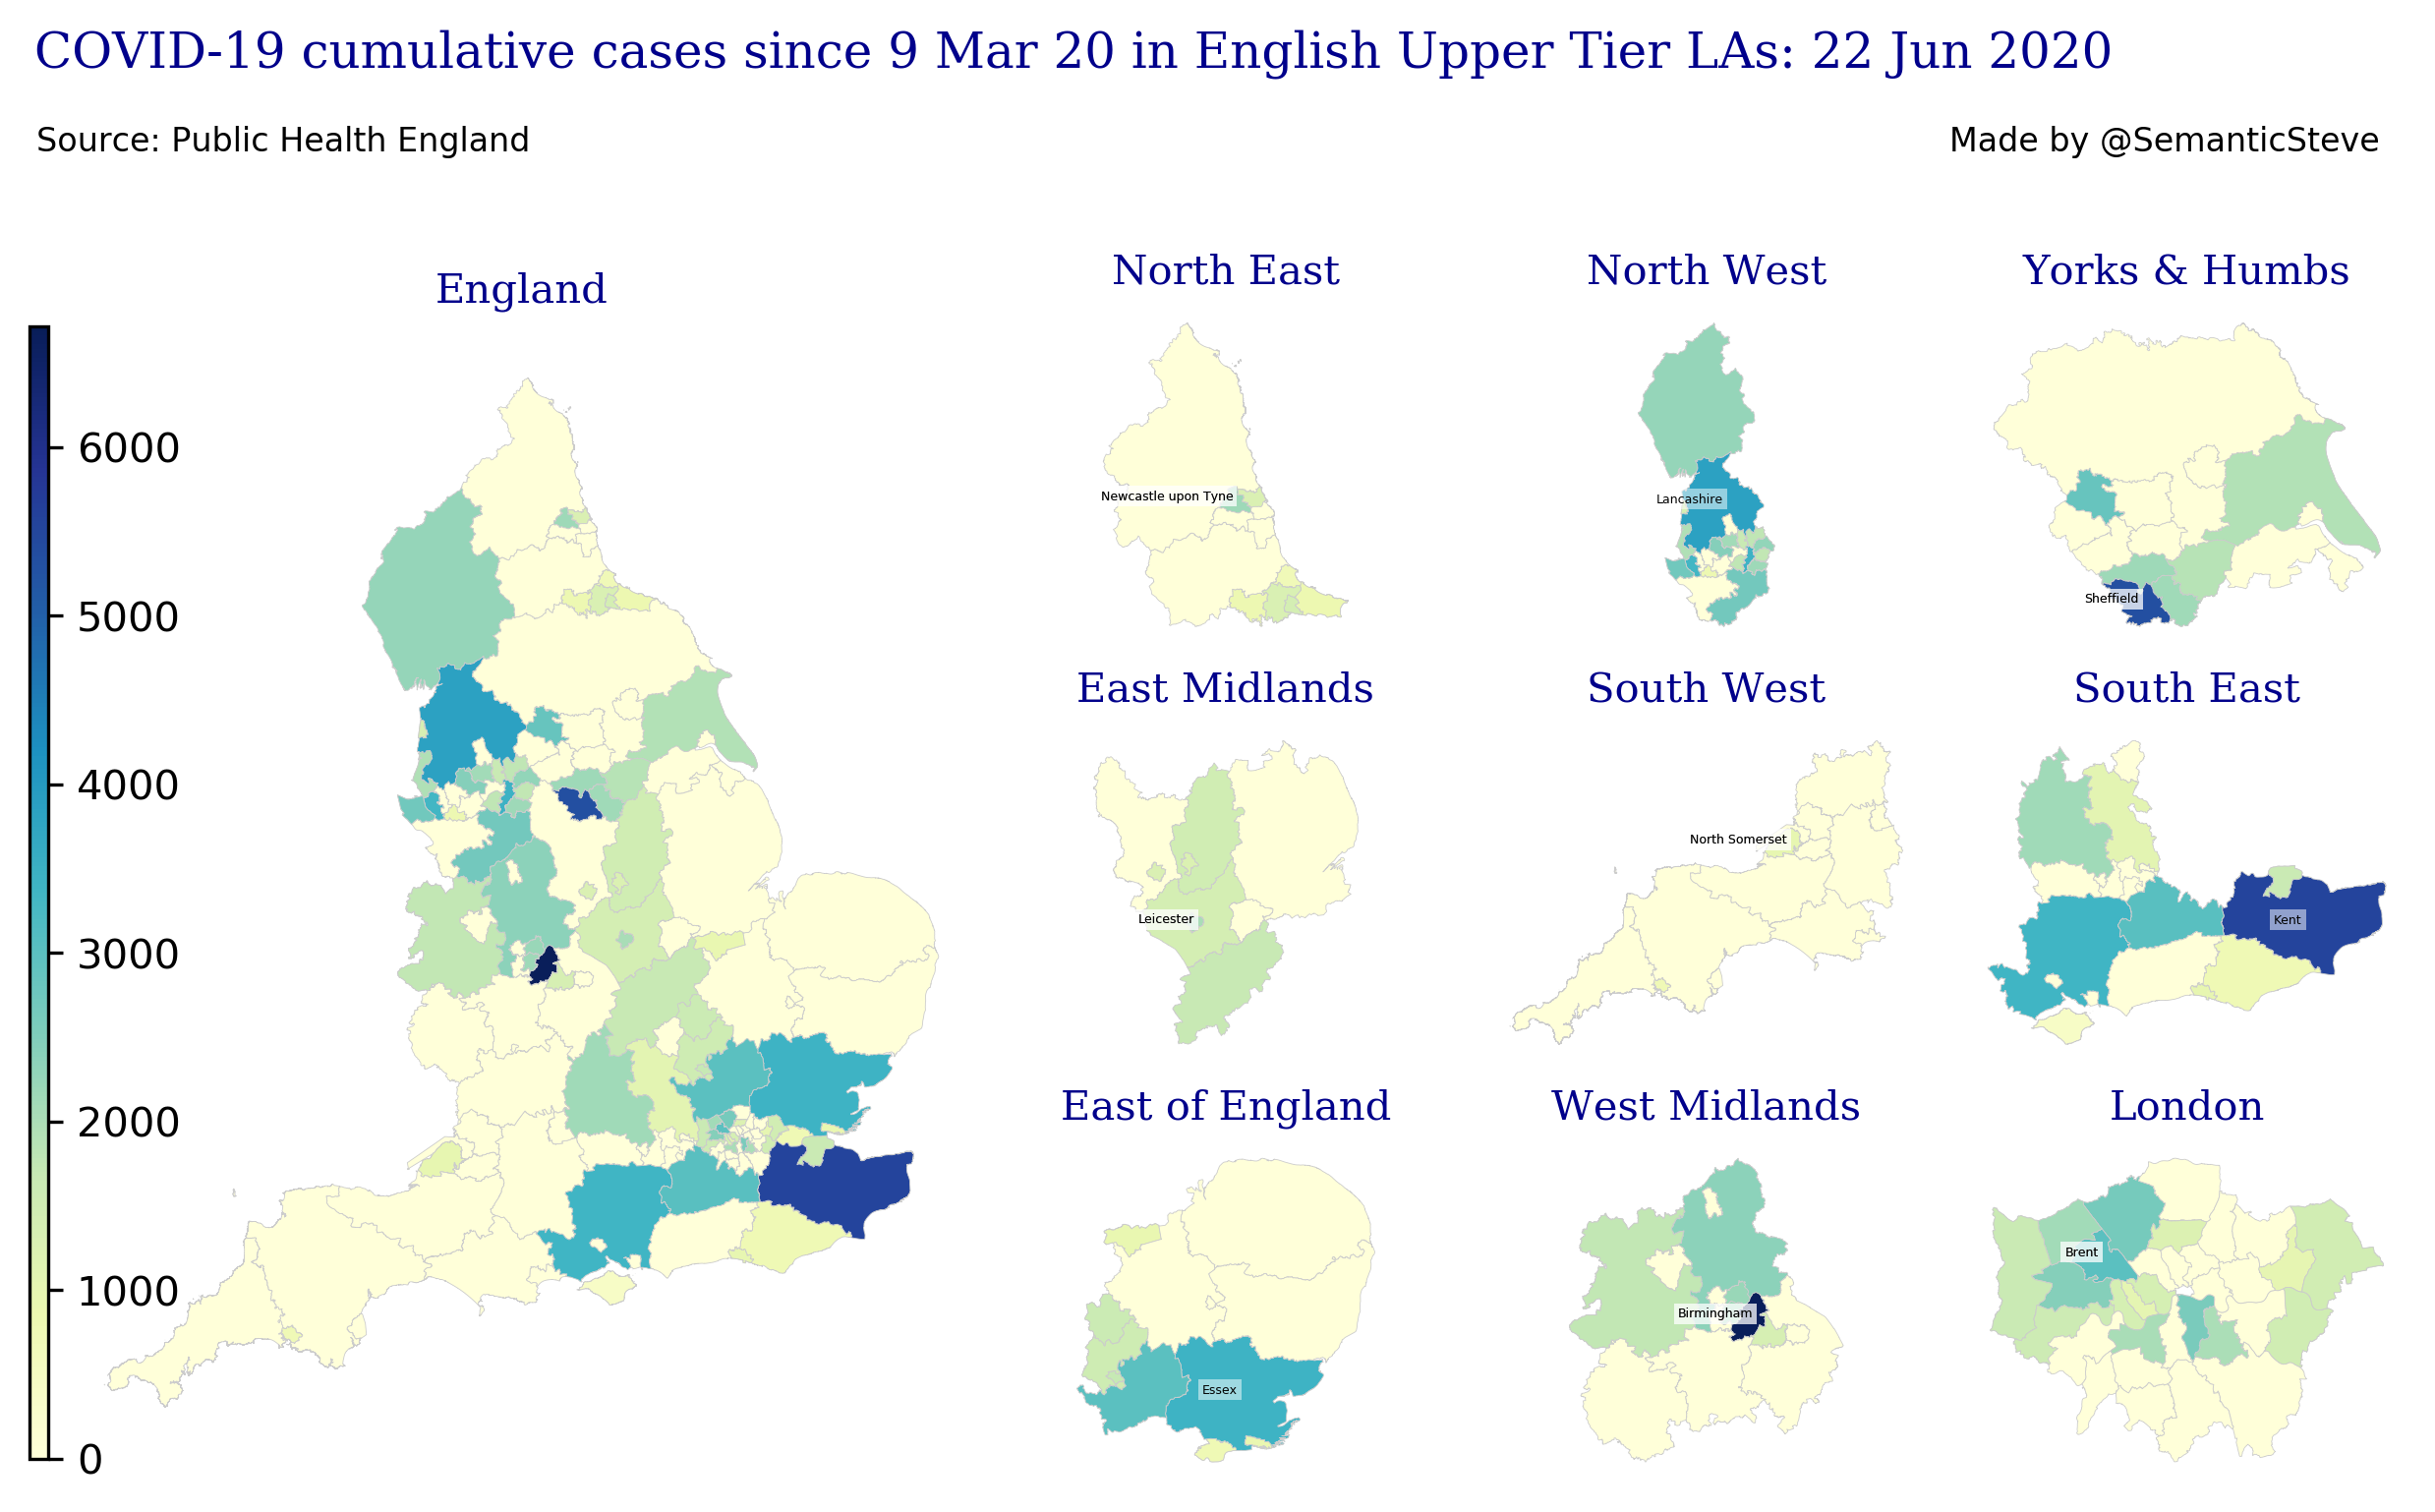 COVID-19 cumulative cases since 9 Mar 20 in English Upper Tier LAs: 22 Jun 2020
Source: Public Health England
Made by @SemanticSteve
England
6000
5000
4000
3000
2000
1000
0
North East
Newcastle upon Tyne
North West
Lancashire
Yorks & Humbs
Sheffield
East Midlands
Leicester
South West
North Somerset
South East
Kent
East of England
Essex
West Midlands
Birmingham
London
Brent